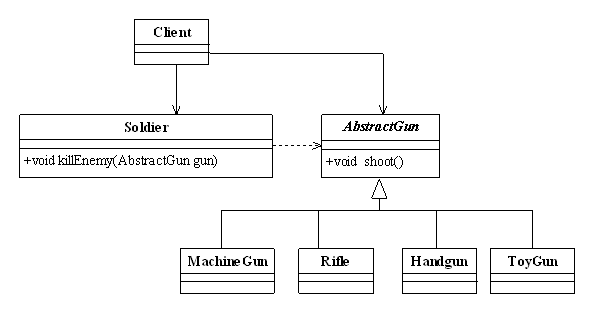 Client
Soldier
+void killEnemy(AbstractGun gun)
AbstractGun
+void shoot()
MachineGun
Rifle
Handgun
ToyGun